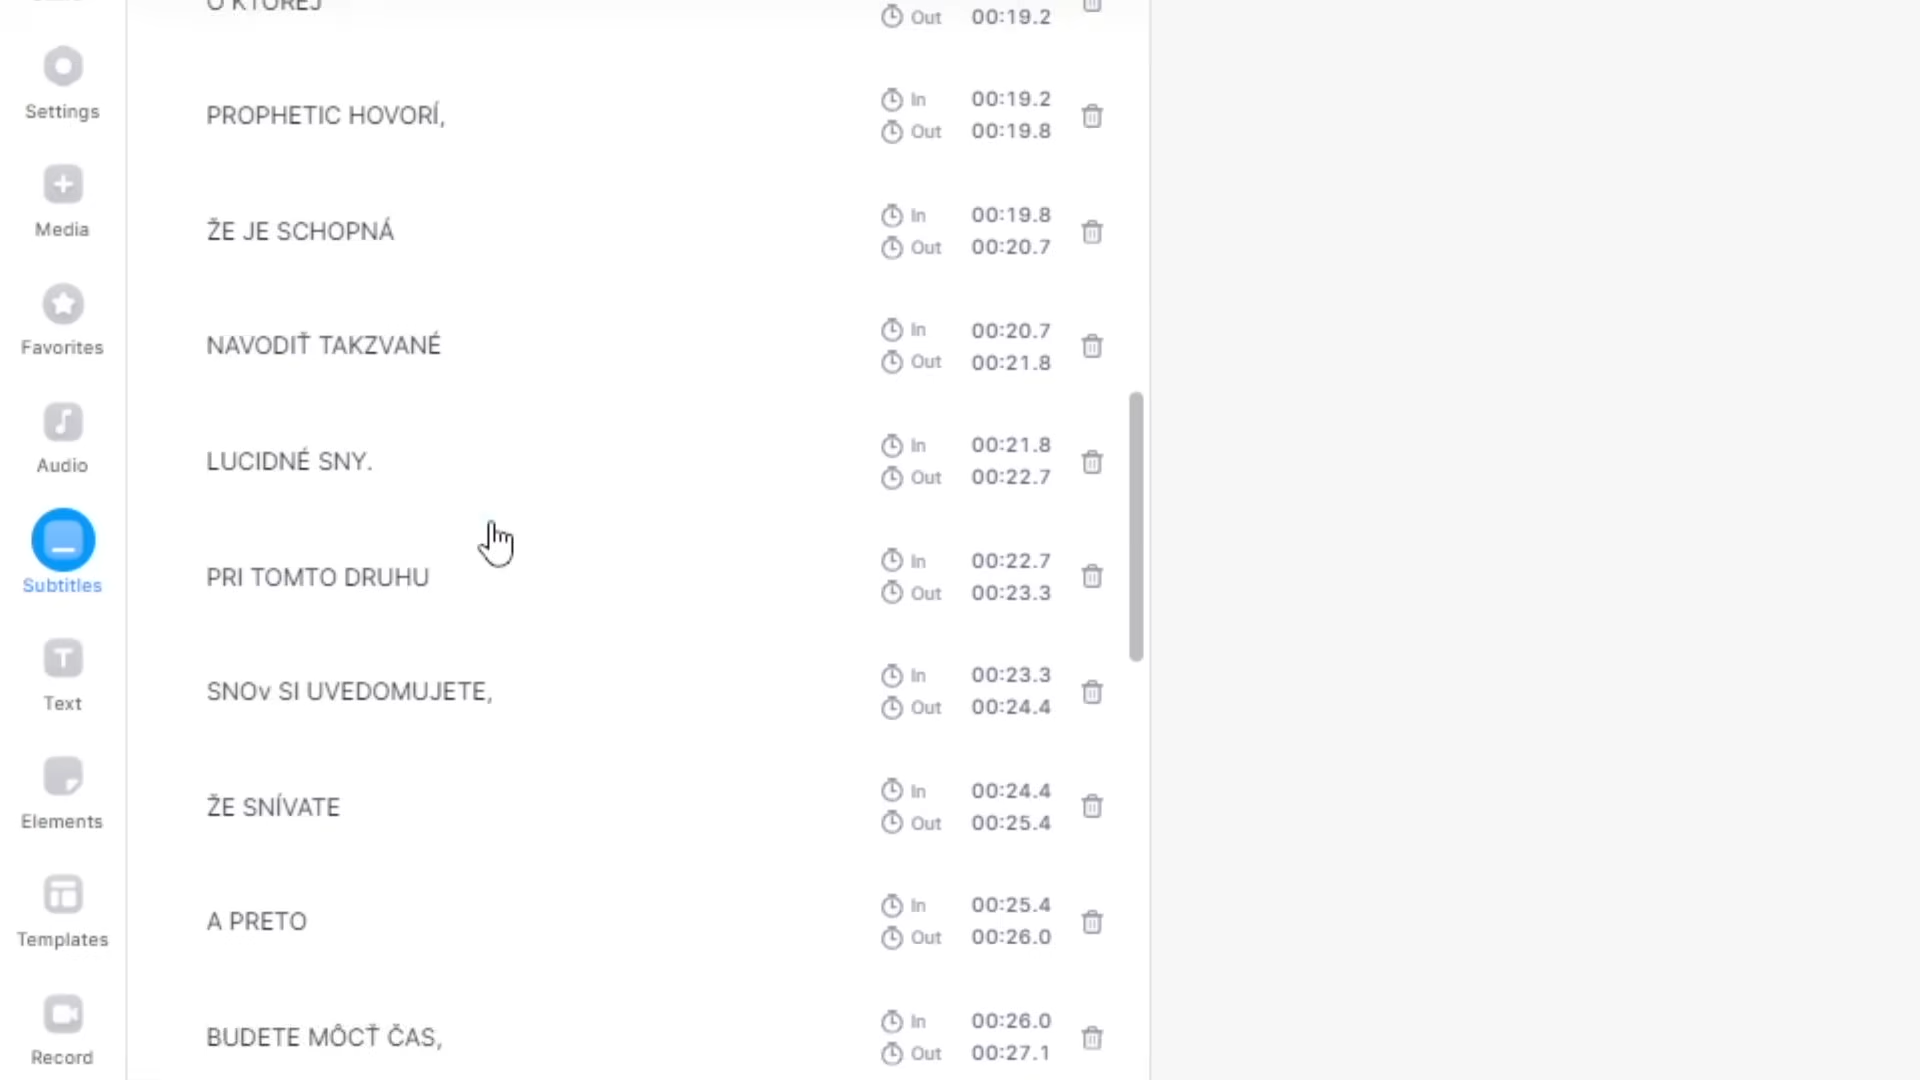 O KTOREJ
Out 00:19.2
Settings
PROPHETIC HOVORÍ,
In 00:19.2
Out 00:19.8
Media
ŽE JE SCHOPNÁ
In 00:19.8
Out 00:20.7
Favorites
NAVODIŤ TAKZVANÉ
In 00:20.7
Out 00:21.8
Audio
LUCIDNÉ SNY.
In 00:21.8
Out 00:22.7
Subtitles
PRI TOMTO DRUHU
In 00:22.7
Out 00:23.3
Text
SNOv SI UVEDOMUJETE,
In 00:23.3
Out 00:24.4
Elements
ŽE SNÍVATE
In 00:24.4
Out 00:25.4
Templates
A PRETO
In 00:25.4
Out 00:26.0
Record
BUDETE MÔCŤ ČAS,
In 00:26.0
Out 00:27.1